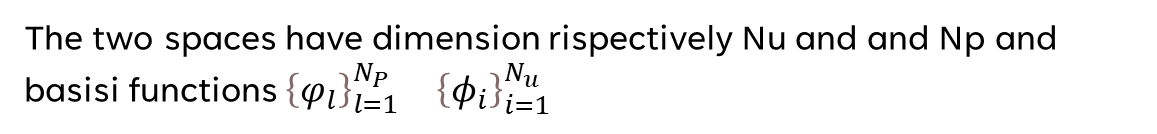 The two spaces have dimension rispectively Nu and and Np and
basisi functions {φ_l}_{l=1}^{N_P} {ϕ_i}_{i=1}^{N_u}